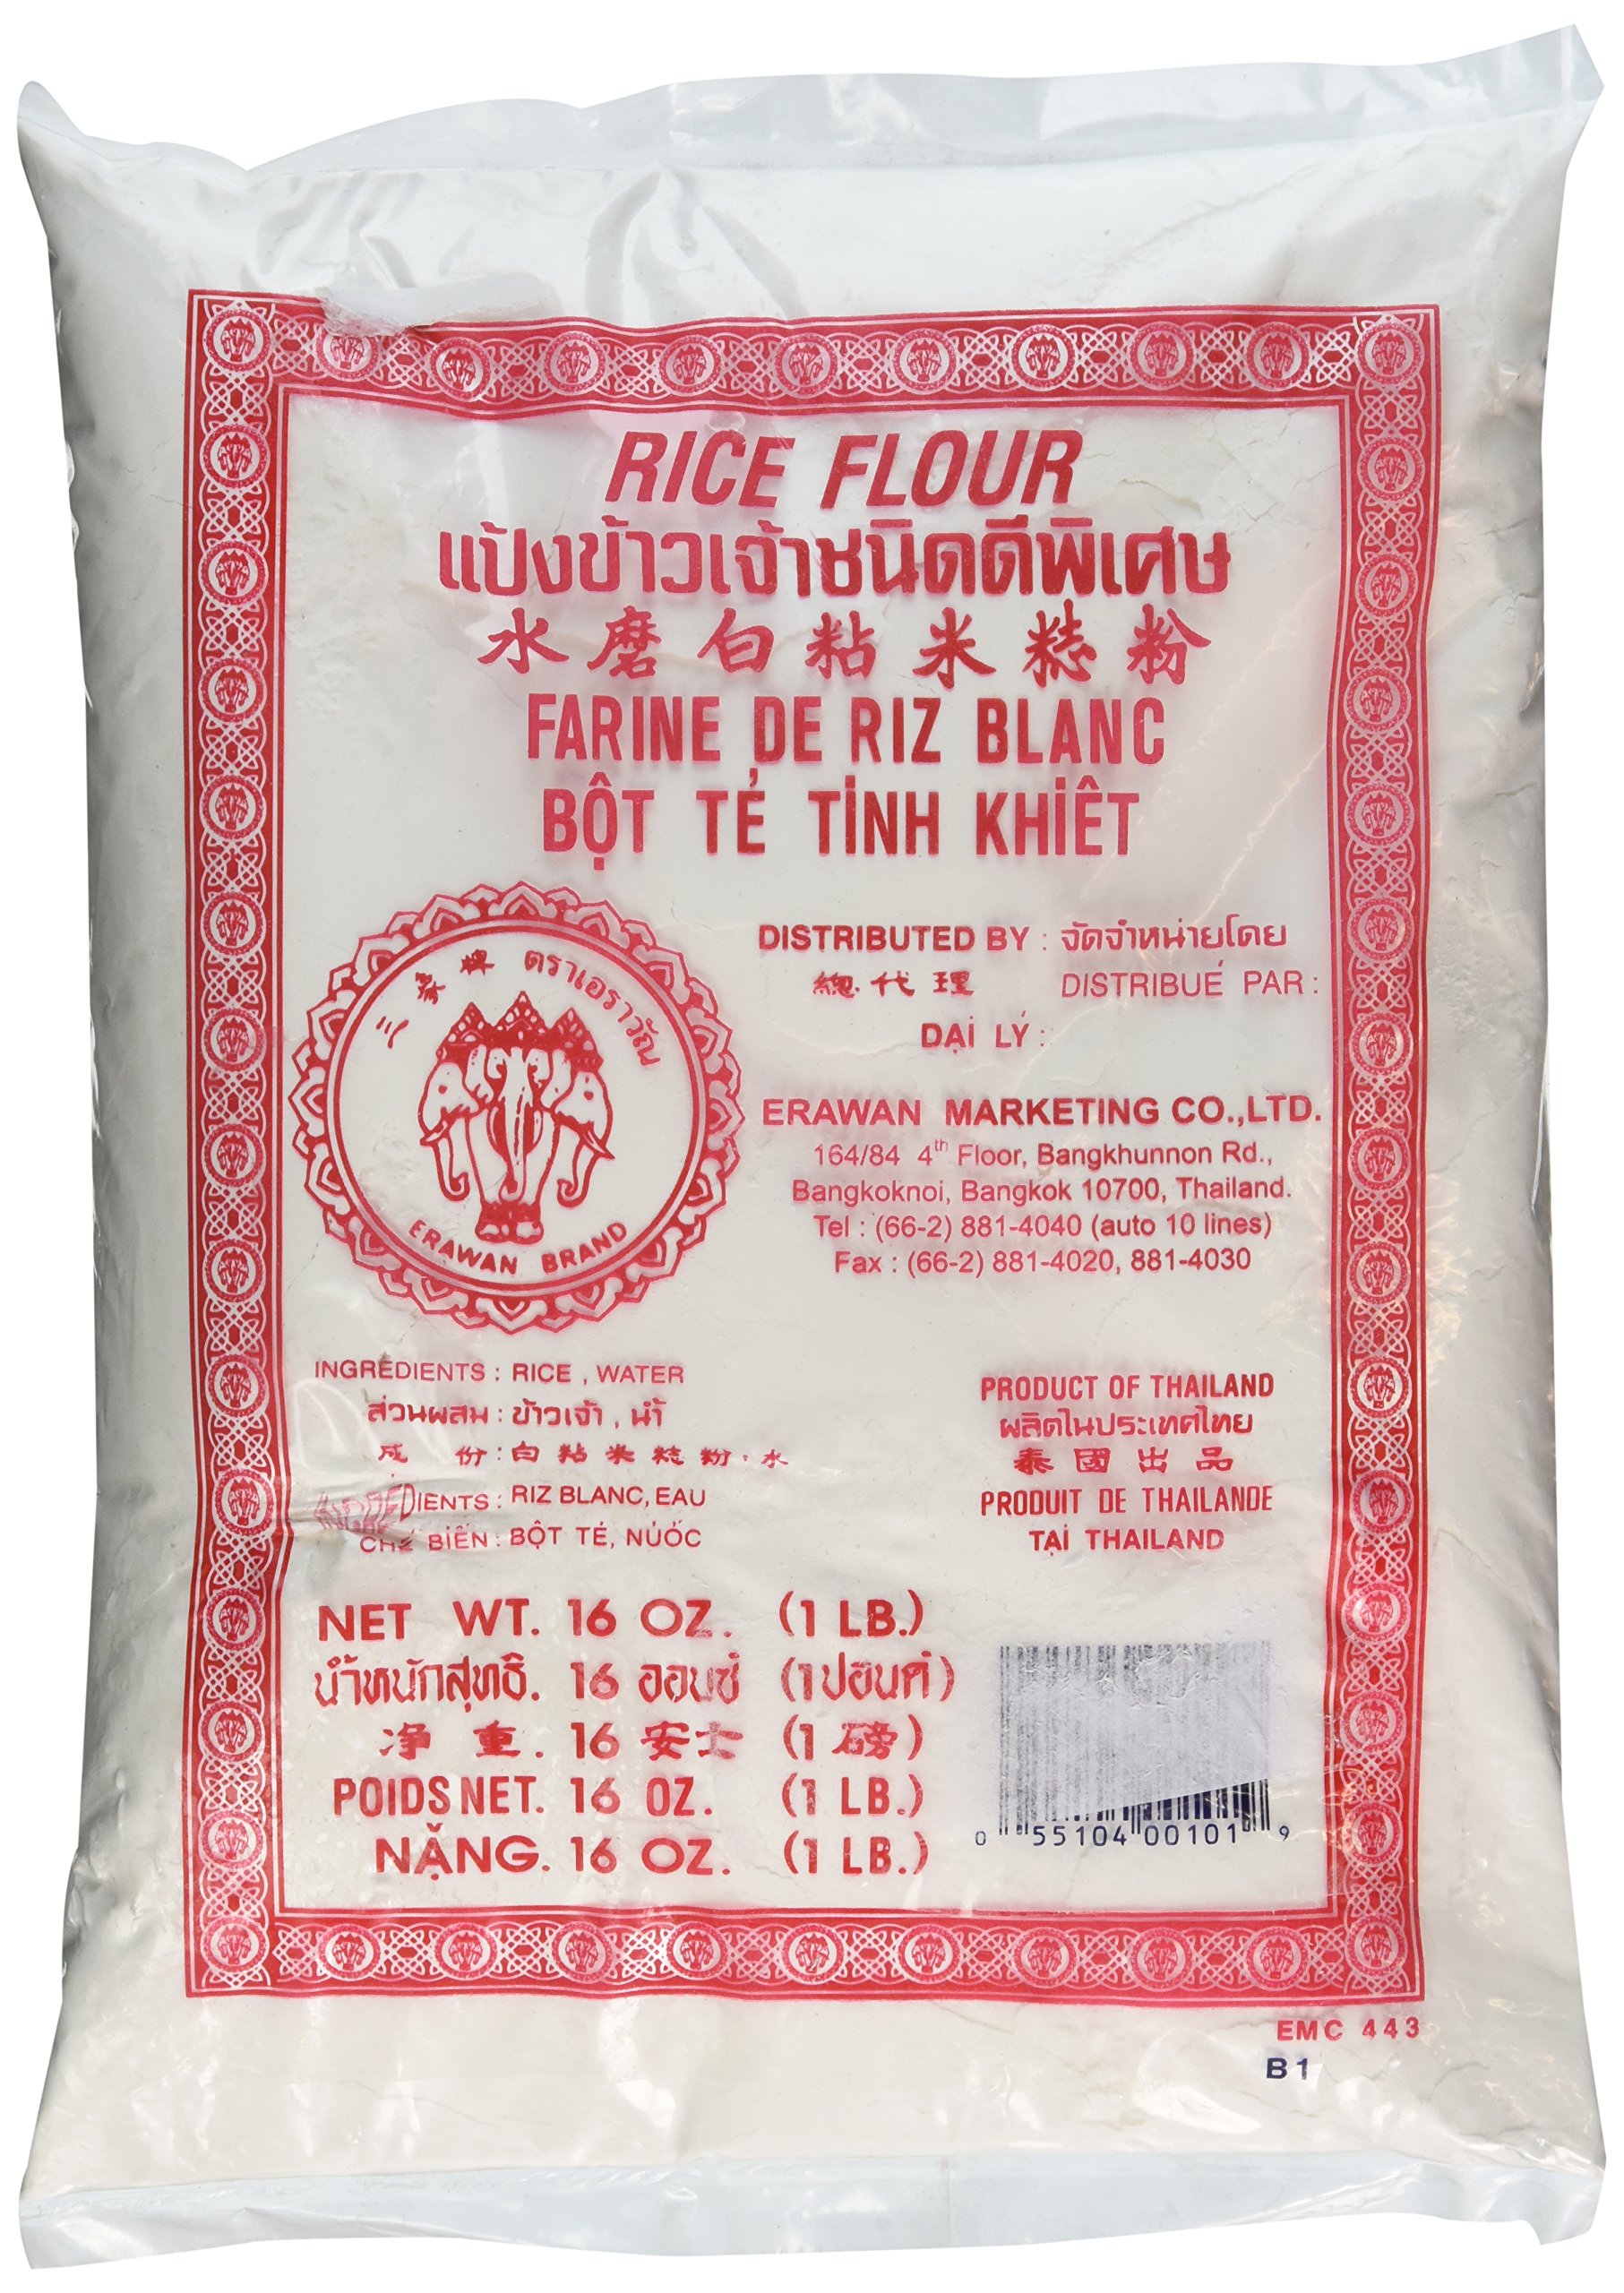 RICE FLOUR
แป้งข้าวเจ้าชนิดดีพิเศษ
水磨白粘米粉
FARINE DE RIZ BLANC
BỘT TẺ TINH KHIÊT
三象牌 ตราเอราวัณ
ERAWAN BRAND
DISTRIBUTED BY : จัดจำหน่ายโดย
總代理 DISTRIBUÉ PAR :
DẠI LÝ :
ERAWAN MARKETING CO.,LTD.
164/84 4th Floor, Bangkhunnon Rd.,
Bangkoknoi, Bangkok 10700, Thailand.
Tel : (66-2) 881-4040 (auto 10 lines)
Fax : (66-2) 881-4020, 881-4030
INGREDIENTS : RICE , WATER
ส่วนผสม : ข้าวเจ้า , น้ำ
成 份 : 白粘米粉 · 水
INGRÉDIENTS : RIZ BLANC, EAU
CHẾ BIẾN : BỘT TẺ, NƯỚC
PRODUCT OF THAILAND
ผลิตในประเทศไทย
泰國出品
PRODUIT DE THAILANDE
TẠI THAILAND
NET WT. 16 OZ. (1 LB.)
น้ำหนักสุทธิ. 16 ออนซ์ (1ปอนด์)
净 重. 16 安士 (1 磅)
POIDS NET. 16 OZ. (1 LB.)
NẶNG. 16 OZ. (1 LB.)
0 55104 00101 9
EMC 443
B1